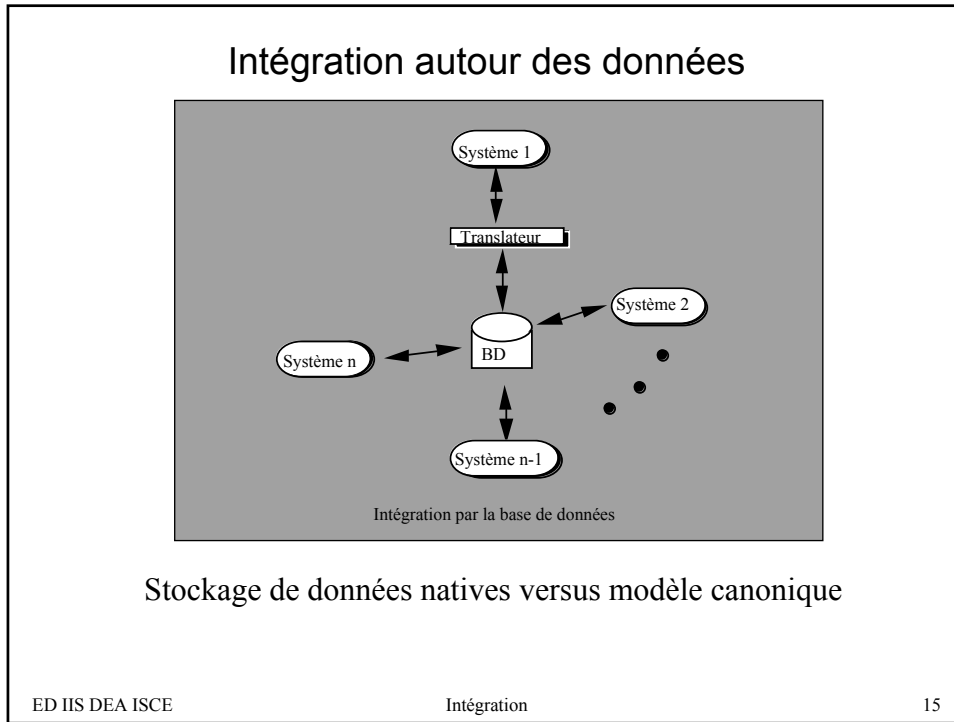 Intégration autour des données
Système 1
Translateur
Système 2
BD
Système n
Système n-1
Intégration par la base de données
Stockage de données natives versus modèle canonique
ED IIS DEA ISCE
Intégration
15